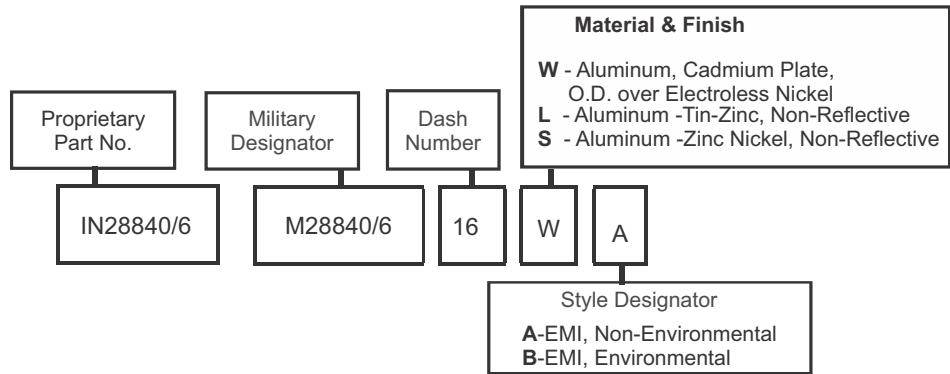 Material & Finish
W - Aluminum, Cadmium Plate,
O.D. over Electroless Nickel
L - Aluminum -Tin-Zinc, Non-Reflective
S - Aluminum -Zinc Nickel, Non-Reflective
Proprietary
Part No.
Military
Designator
Dash
Number
IN28840/6
M28840/6
16
W
A
Style Designator
A-EMI, Non-Environmental
B-EMI, Environmental